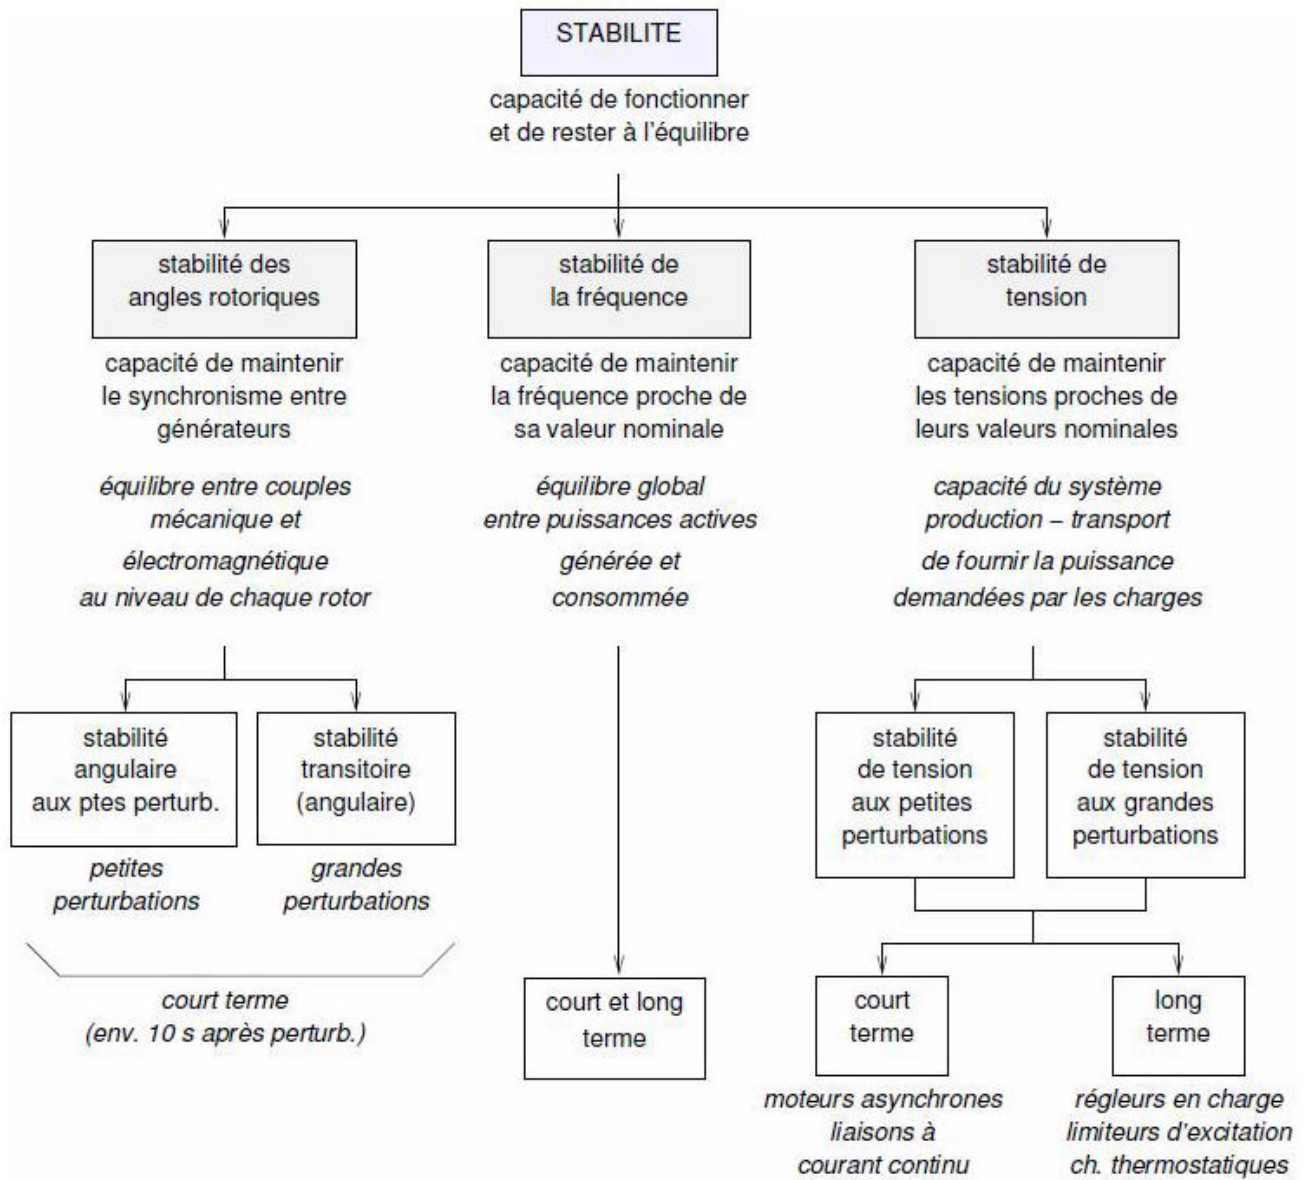 STABILITE
capacité de fonctionner
et de rester à l'équilibre
stabilité des
angles rotoriques
capacité de maintenir
le synchronisme entre
générateurs
équilibre entre couples
mécanique et
électromagnétique
au niveau de chaque rotor
stabilité de
la fréquence
capacité de maintenir
la fréquence proche de
sa valeur nominale
équilibre global
entre puissances actives
générée et
consommée
stabilité de
tension
capacité de maintenir
les tensions proches de
leurs valeurs nominales
capacité du système
production – transport
de fournir la puissance
demandées par les charges
stabilité
angulaire
aux ptes perturb.
petites
perturbations
stabilité
transitoire
(angulaire)
grandes
perturbations
court terme
(env. 10 s après perturb.)
court et long
terme
stabilité
de tension
aux petites
perturbations
stabilité
de tension
aux grandes
perturbations
court
terme
moteurs asynchrones
liaisons à
courant continu
long
terme
régleurs en charge
limiteurs d'excitation
ch. thermostatiques